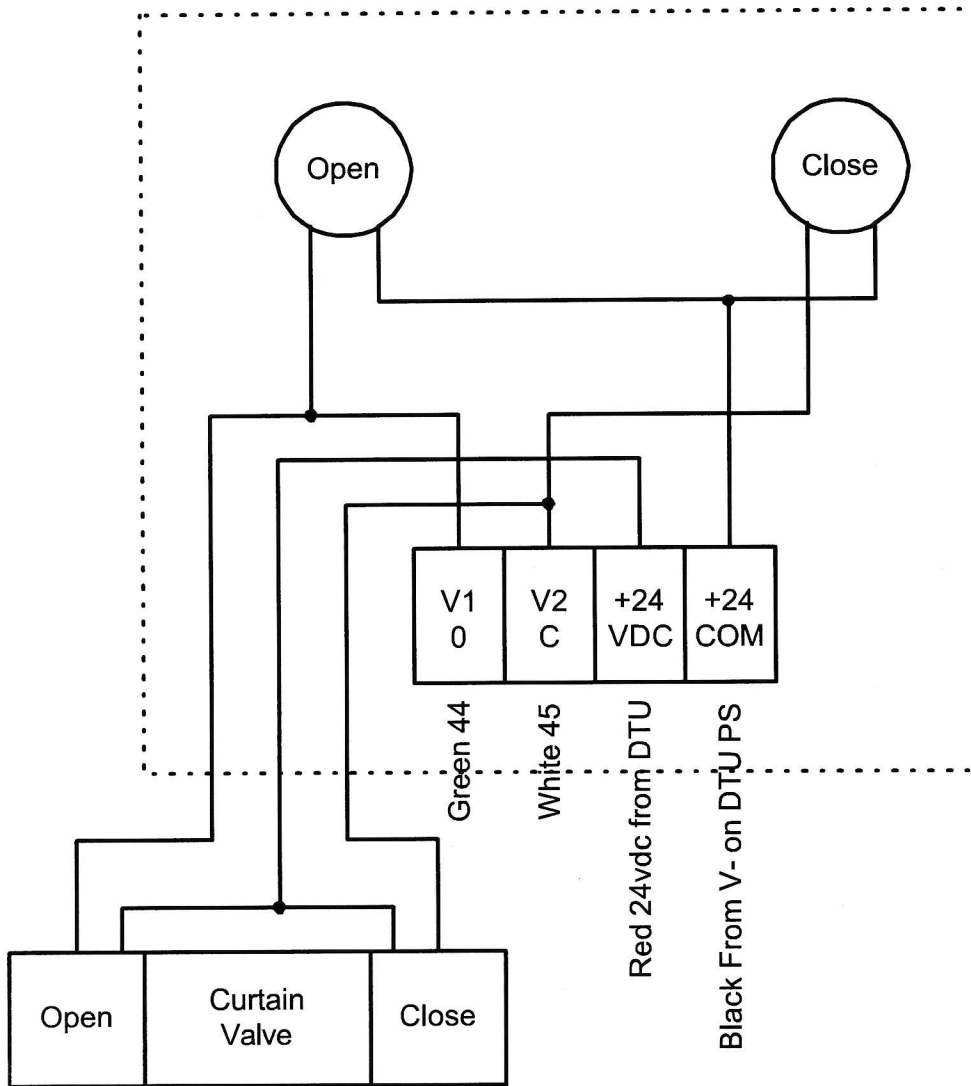 Open
Close
V1
0
V2
C
+24
VDC
+24
COM
Green 44
White 45
Red 24vdc from DTU
Black From V- on DTU PS
Open
Curtain
Valve
Close